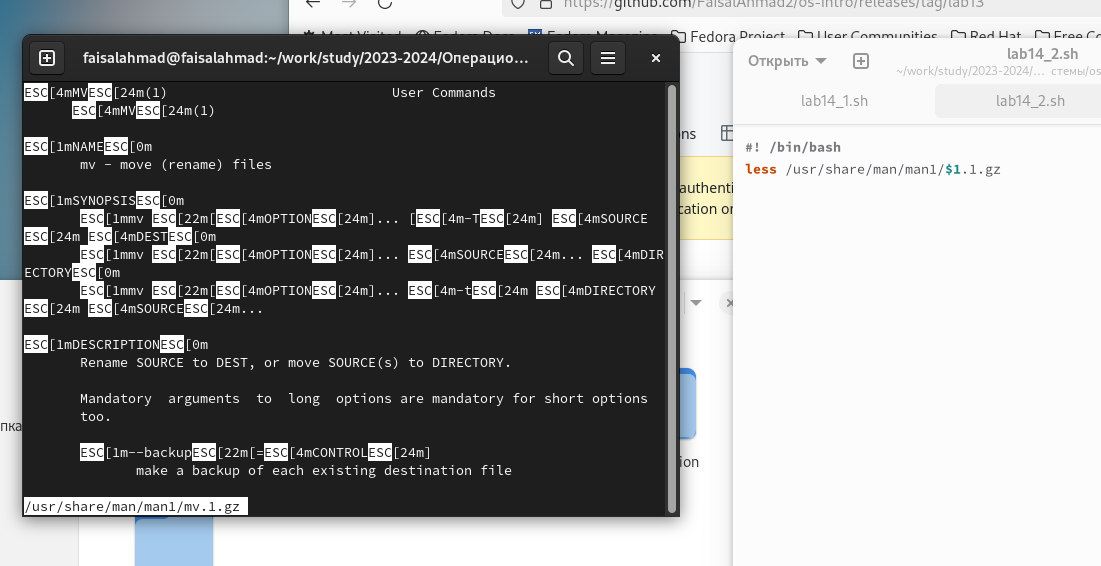 https://github.com/FaisalAhmad2/os-intro/releases/tag/lab13
Fedora Project
User Communities
Red Hat
faisalahmad@faisalahmad:~/work/study/2023-2024/Операцио...
ESC[4mMVESC[24m(1) User Commands
ESC[4mMVESC[24m(1)
ESC[1mNAMEESC[0m
mv - move (rename) files
ESC[1mSYNOPSISESC[0m
ESC[1mmv ESC[22m[ESC[4mOPTIONESC[24m]... [ESC[4m-TESC[24m] ESC[4mSOURCE
ESC[24m ESC[4mDESTESC[0m
ESC[1mmv ESC[22m[ESC[4mOPTIONESC[24m]... ESC[4mSOURCEESC[24m... ESC[4mDIR
ECTORYESC[0m
ESC[1mmv ESC[22m[ESC[4mOPTIONESC[24m]... ESC[4m-tESC[24m ESC[4mDIRECTORY
ESC[24m ESC[4mSOURCEESC[24m...
ESC[1mDESCRIPTIONESC[0m
Rename SOURCE to DEST, or move SOURCE(s) to DIRECTORY.
Mandatory arguments to long options are mandatory for short options
too.
ESC[1m--backupESC[22m[=ESC[4mCONTROLESC[24m]
make a backup of each existing destination file
/usr/share/man/man1/mv.1.gz
Открыть
lab14_2.sh
~/work/study/2023-2024/... стемы/os
lab14_1.sh
lab14_2.sh
#! /bin/bash
less /usr/share/man/man1/$1.1.gz
ons
authenti
cation or
ion
пка